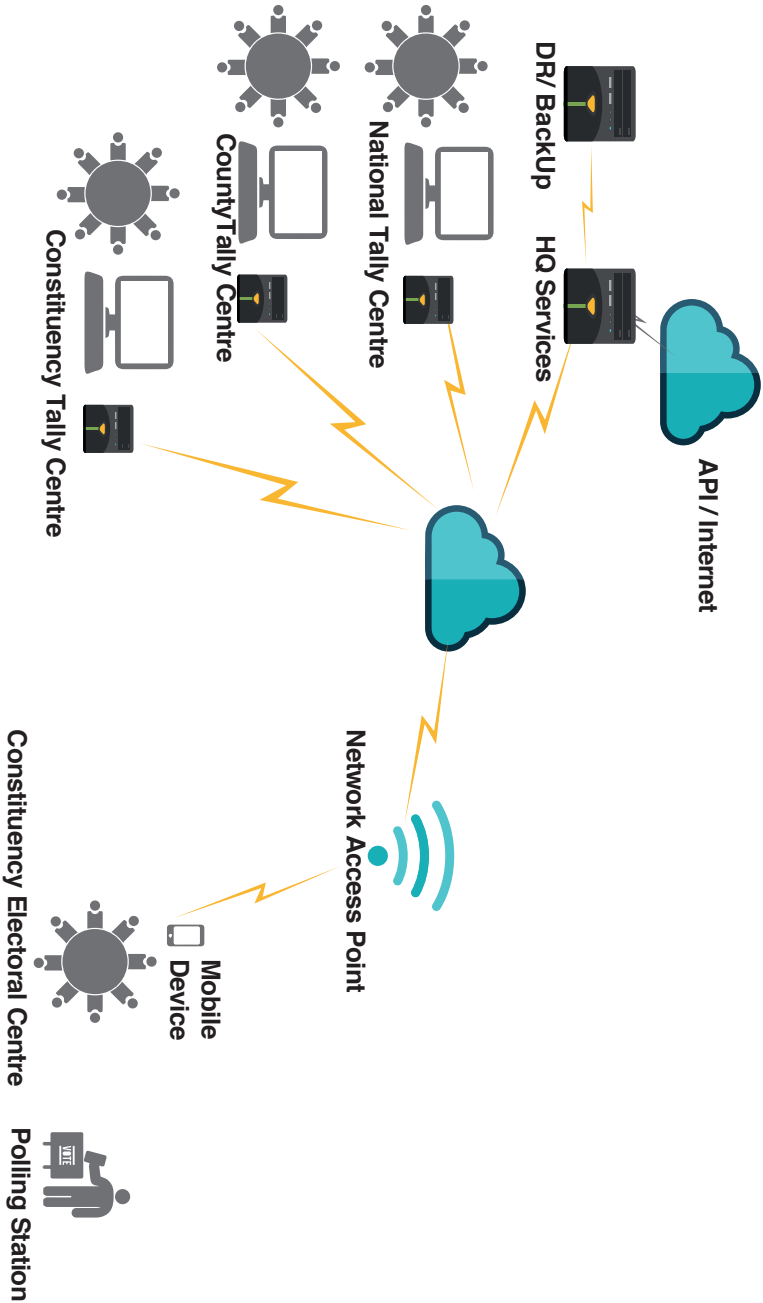 API / Internet
DR/ BackUp
HQ Services
National Tally Centre
Network Access Point
CountyTally Centre
Mobile
Device
Constituency Tally Centre
VOTE
Constituency Electoral Centre
Polling Station